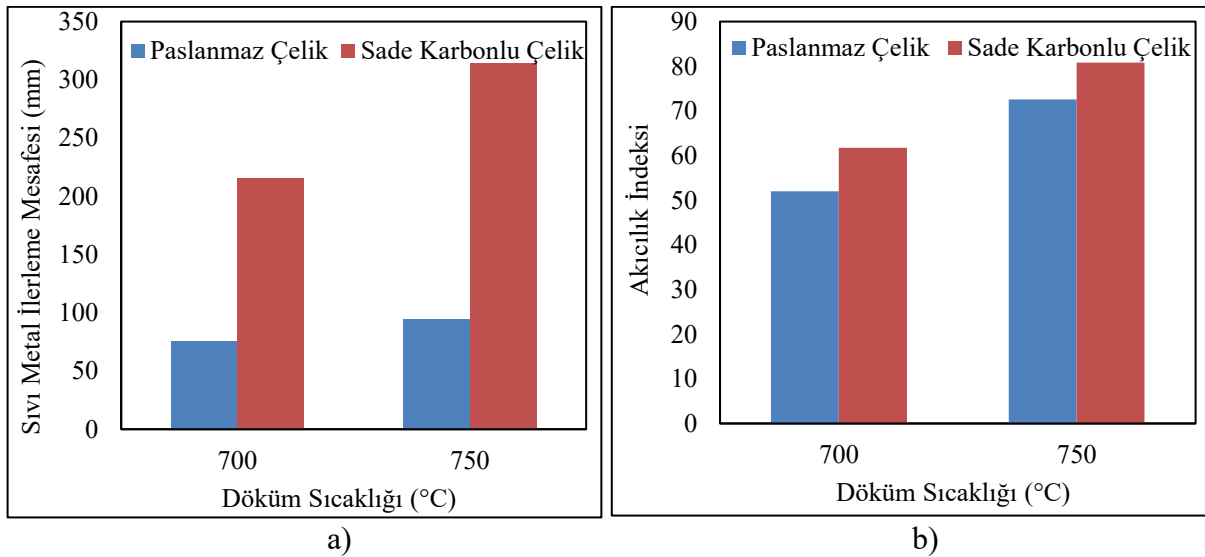 350
300
250
200
150
100
50
0
Sıvı Metal İlerleme Mesafesi (mm)
Paslanmaz Çelik
Sade Karbonlu Çelik
700
750
Döküm Sıcaklığı (°C)
a)
90
80
70
60
50
40
30
20
10
0
Akıcılık İndeksi
Paslanmaz Çelik
Sade Karbonlu Çelik
700
750
Döküm Sıcaklığı (°C)
b)